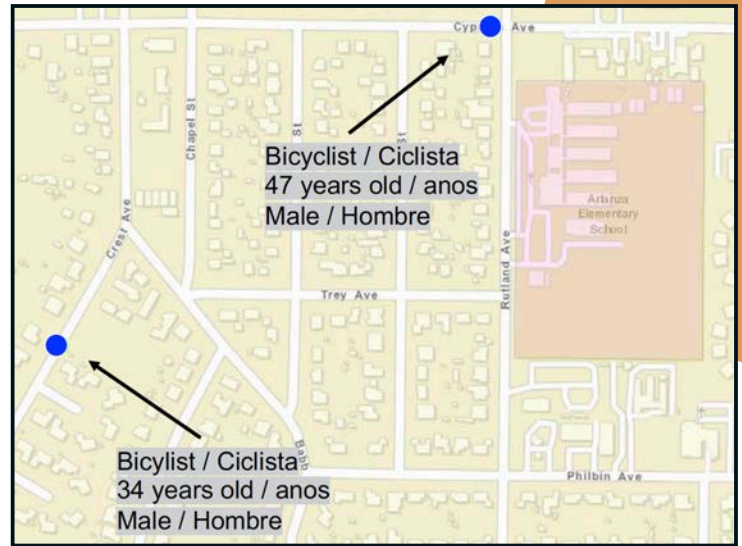 Cyp Ave
Chapel St
St
St
Bicyclist / Ciclista
47 years old / anos
Male / Hombre
Arlanza
Elementary
School
Crest Ave
Rutland Ave
Trey Ave
Babb
Bicylist / Ciclista
34 years old / anos
Male / Hombre
Philbin Ave